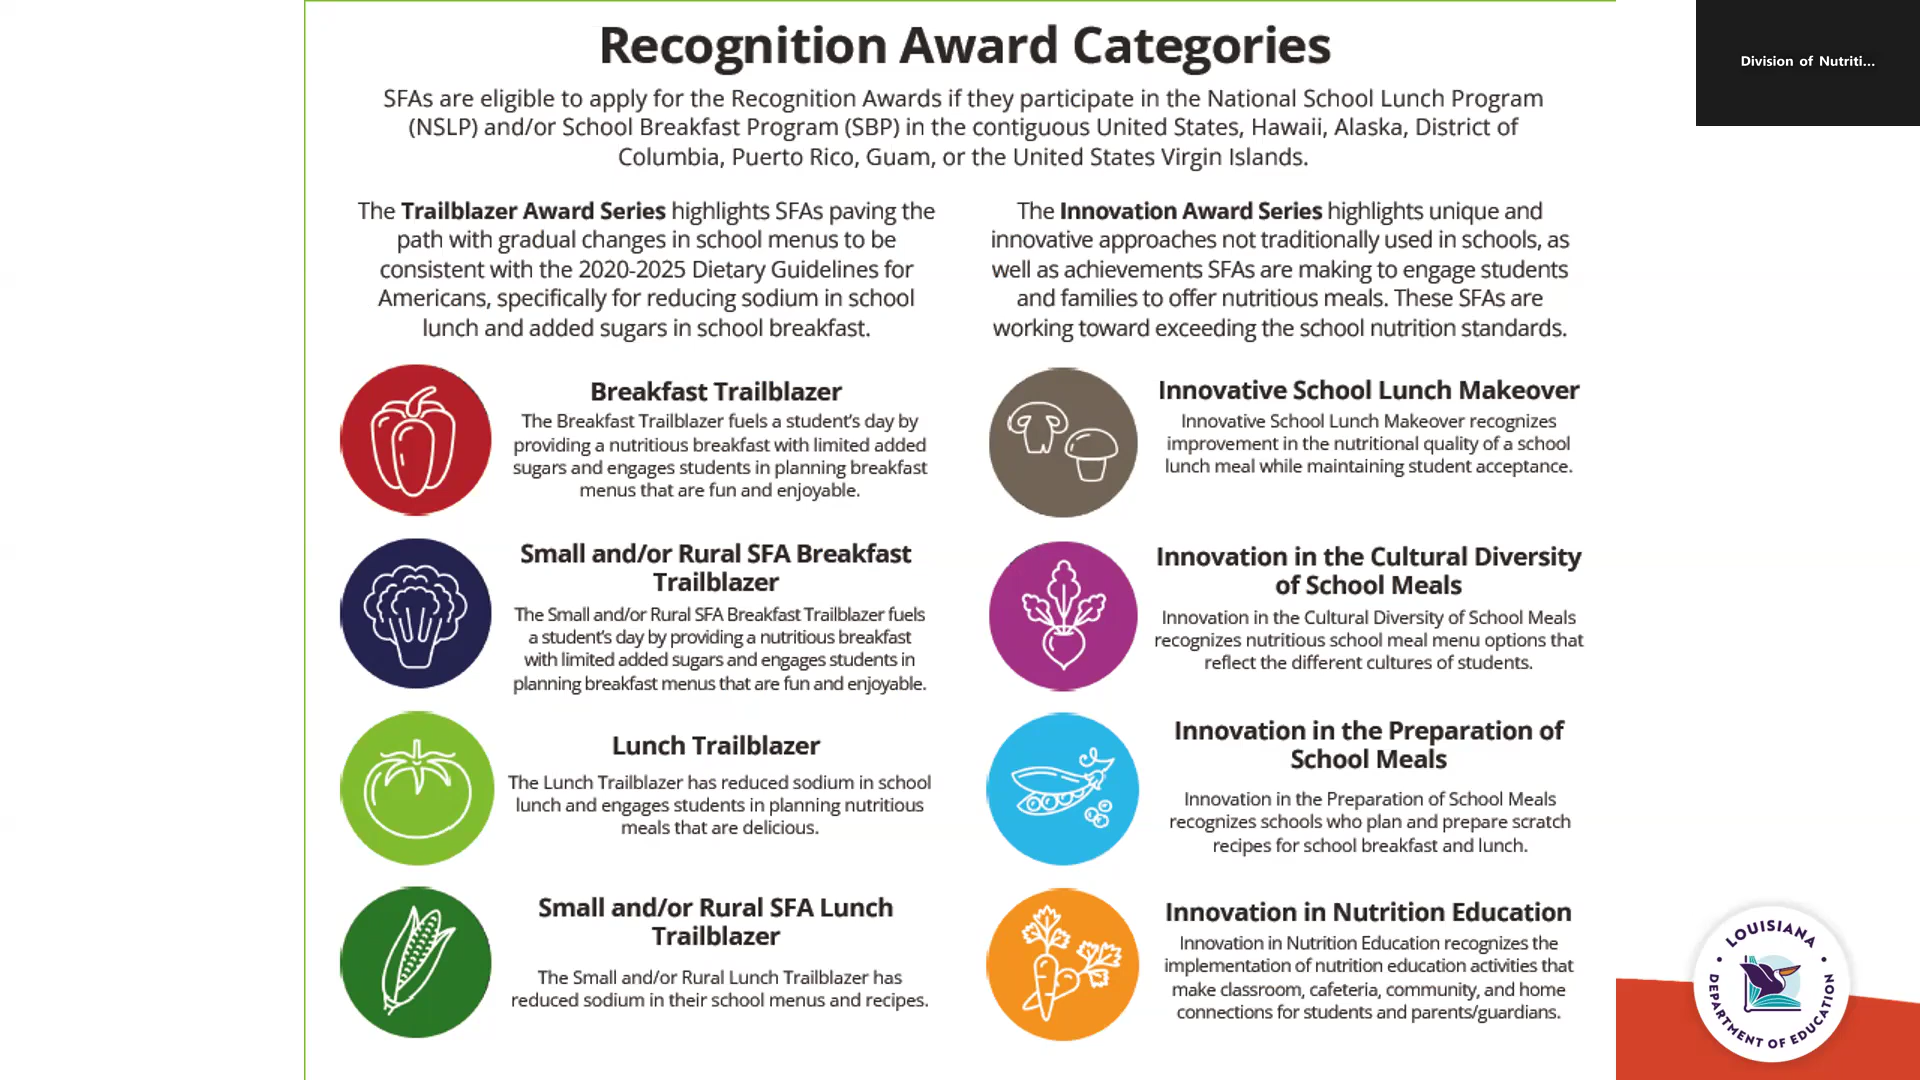 Recognition Award Categories
SFAs are eligible to apply for the Recognition Awards if they participate in the National School Lunch Program
(NSLP) and/or School Breakfast Program (SBP) in the contiguous United States, Hawaii, Alaska, District of
Columbia, Puerto Rico, Guam, or the United States Virgin Islands.
The Trailblazer Award Series highlights SFAs paving the
path with gradual changes in school menus to be
consistent with the 2020-2025 Dietary Guidelines for
Americans, specifically for reducing sodium in school
lunch and added sugars in school breakfast.
Breakfast Trailblazer
The Breakfast Trailblazer fuels a student's day by
providing a nutritious breakfast with limited added
sugars and engages students in planning breakfast
menus that are fun and enjoyable.
Small and/or Rural SFA Breakfast
Trailblazer
The Small and/or Rural SFA Breakfast Trailblazer fuels
a student's day by providing a nutritious breakfast
with limited added sugars and engages students in
planning breakfast menus that are fun and enjoyable.
Lunch Trailblazer
The Lunch Trailblazer has reduced sodium in school
lunch and engages students in planning nutritious
meals that are delicious.
Small and/or Rural SFA Lunch
Trailblazer
The Small and/or Rural Lunch Trailblazer has
reduced sodium in their school menus and recipes.
The Innovation Award Series highlights unique and
innovative approaches not traditionally used in schools, as
well as achievements SFAs are making to engage students
and families to offer nutritious meals. These SFAs are
working toward exceeding the school nutrition standards.
Innovative School Lunch Makeover
Innovative School Lunch Makeover recognizes
improvement in the nutritional quality of a school
lunch meal while maintaining student acceptance.
Innovation in the Cultural Diversity
of School Meals
Innovation in the Cultural Diversity of School Meals
recognizes nutritious school meal menu options that
reflect the different cultures of students.
Innovation in the Preparation of
School Meals
Innovation in the Preparation of School Meals
recognizes schools who plan and prepare scratch
recipes for school breakfast and lunch.
Innovation in Nutrition Education
Innovation in Nutrition Education recognizes the
implementation of nutrition education activities that
make classroom, cafeteria, community, and home
connections for students and parents/guardians.
Division of Nutriti...
LOUISIANA
DEPARTMENT OF EDUCATION